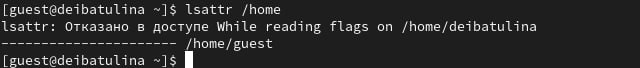 [guest@deibatulina ~]$ lsattr /home
lsattr: Отказано в доступе While reading flags on /home/deibatulina
---------------------- /home/guest
[guest@deibatulina ~]$